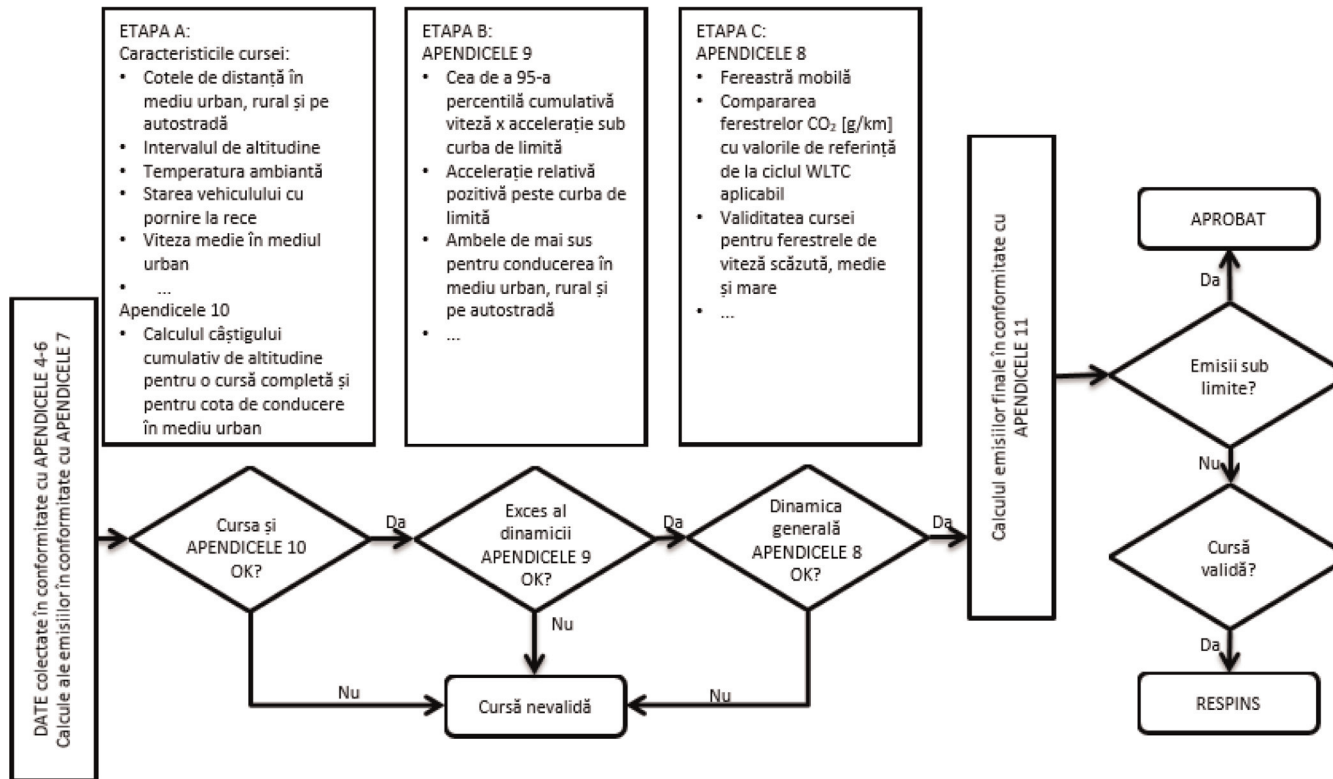 DATE colectate în conformitate cu APENDICELE 4-6
Calcule ale emisiilor în conformitate cu APENDICELE 7
ETAPA A:
Caracteristicile cursei:
• Cotele de distanță în
mediu urban, rural și pe
autostradă
• Intervalul de altitudine
• Temperatura ambiantă
• Starea vehiculului cu
pornire la rece
• Viteza medie în mediul
urban
• ...
Apendicele 10
• Calculul câștigului
cumulativ de altitudine
pentru o cursă completă și
pentru cota de conducere
în mediu urban
ETAPA B:
APENDICELE 9
• Cea de a 95-a
percentilă cumulativă
viteză x accelerație sub
curba de limită
• Accelerație relativă
pozitivă peste curba de
limită
• Ambele de mai sus
pentru conducerea în
mediu urban, rural și
pe autostradă
• ...
ETAPA C:
APENDICELE 8
• Fereastră mobilă
• Compararea
ferestrelor CO₂ [g/km]
cu valorile de referință
de la ciclul WLTC
aplicabil
• Validitatea cursei
pentru ferestrele de
viteză scăzută, medie
și mare
• ...
Cursa și
APENDICELE 10
OK?
Da
Nu
Exces al
dinamicii
APENDICELE 9
OK?
Da
Nu
Dinamica
generală
APENDICELE 8
OK?
Da
Nu
Cursă nevalidă
Calculul emisiilor finale în conformitate cu
APENDICELE 11
APROBAT
Da
Emisii sub
limite?
Nu
Cursă
validă?
Da
RESPINS